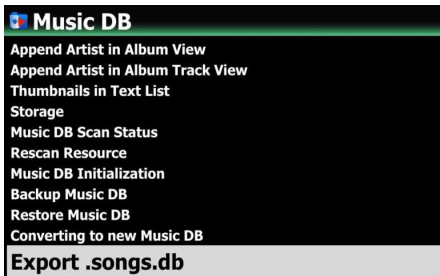 Music DB
Append Artist in Album View
Append Artist in Album Track View
Thumbnails in Text List
Storage
Music DB Scan Status
Rescan Resource
Music DB Initialization
Backup Music DB
Restore Music DB
Converting to new Music DB
Export .songs.db